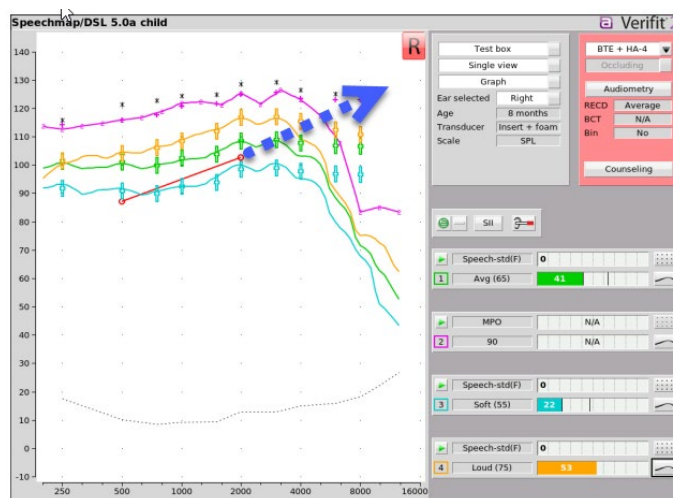 Speechmap/DSL 5.0a child
Verifit
R
140
130
120
110
100
90
80
70
60
50
40
30
20
10
0
-10
250 500 1000 2000 4000 8000 16000
Test box
Single view
Graph
Ear selected Right
Age 8 months
Transducer Insert + foam
Scale SPL
BTE + HA-4
Occluding
Audiometry
RECD Average
BCT N/A
Bin No
Counseling
SII
Speech-std(F) 0
1 Avg (65) 41
MPO N/A
2 90 N/A
Speech-std(F) 0
3 Soft (55) 22
Speech-std(F) 0
4 Loud (75) 53